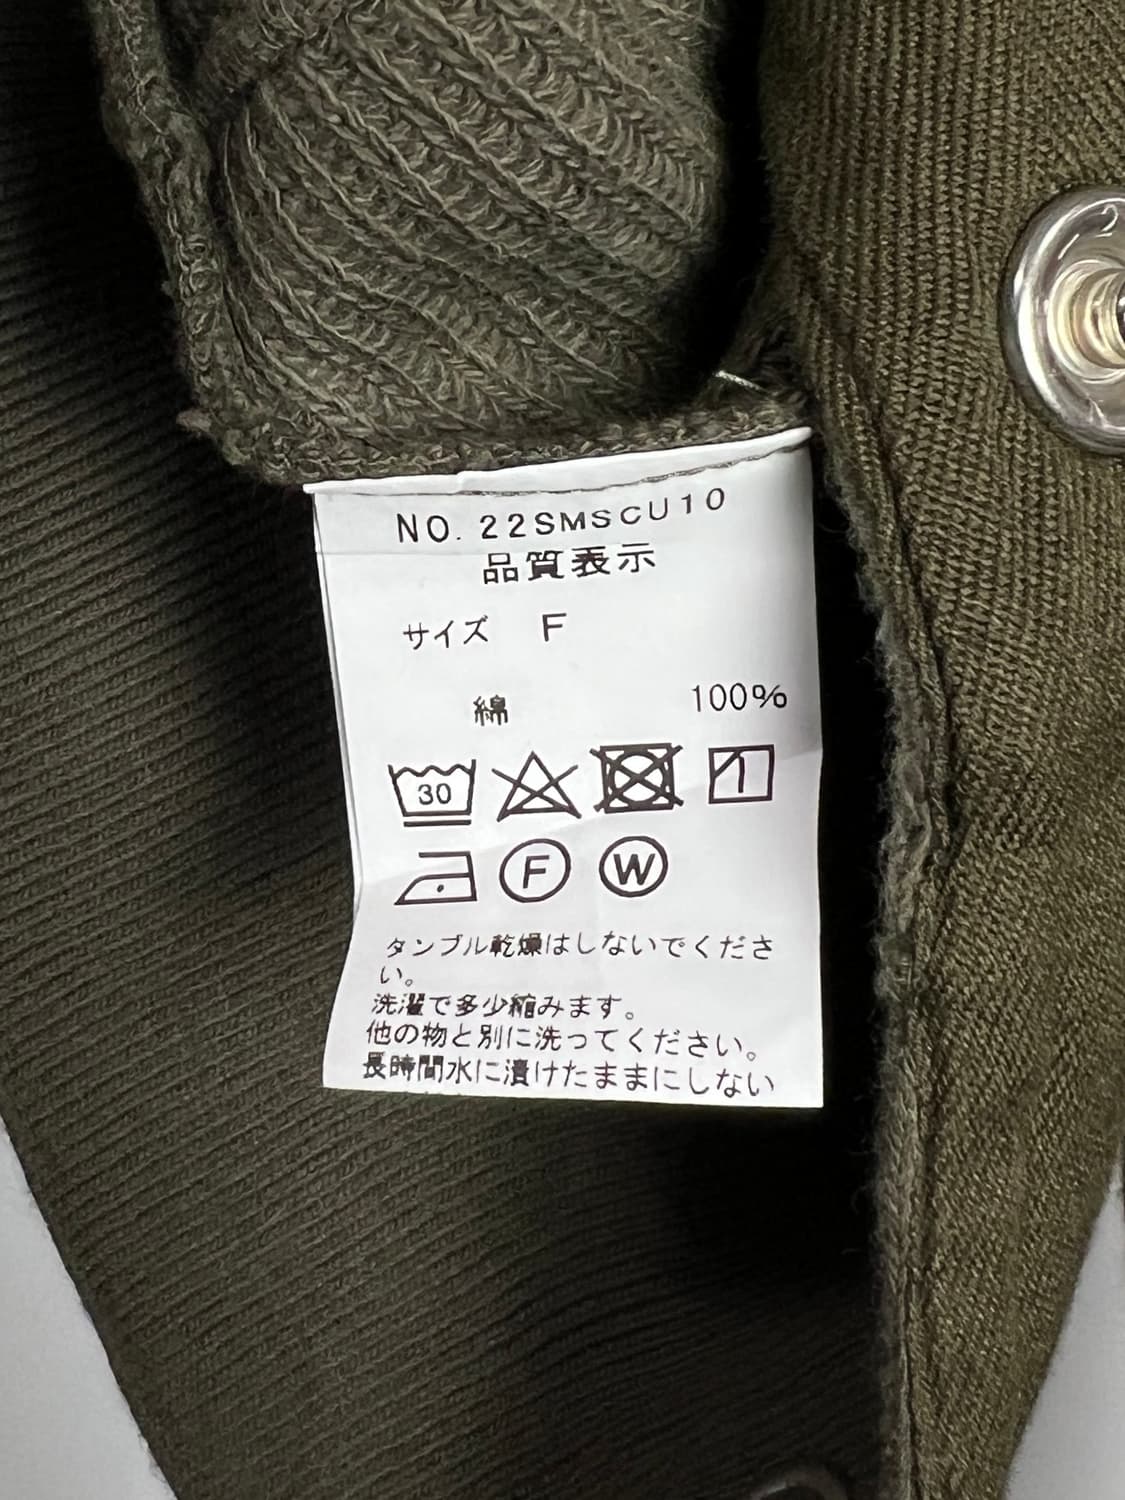 NO. 22SMSCU10
品質表示
サイズ F
綿 100%
30
F W
タンブル乾燥はしないでくださ
い。
洗濯で多少縮みます。
他の物と別に洗ってください。
長時間水に漬けたままにしない